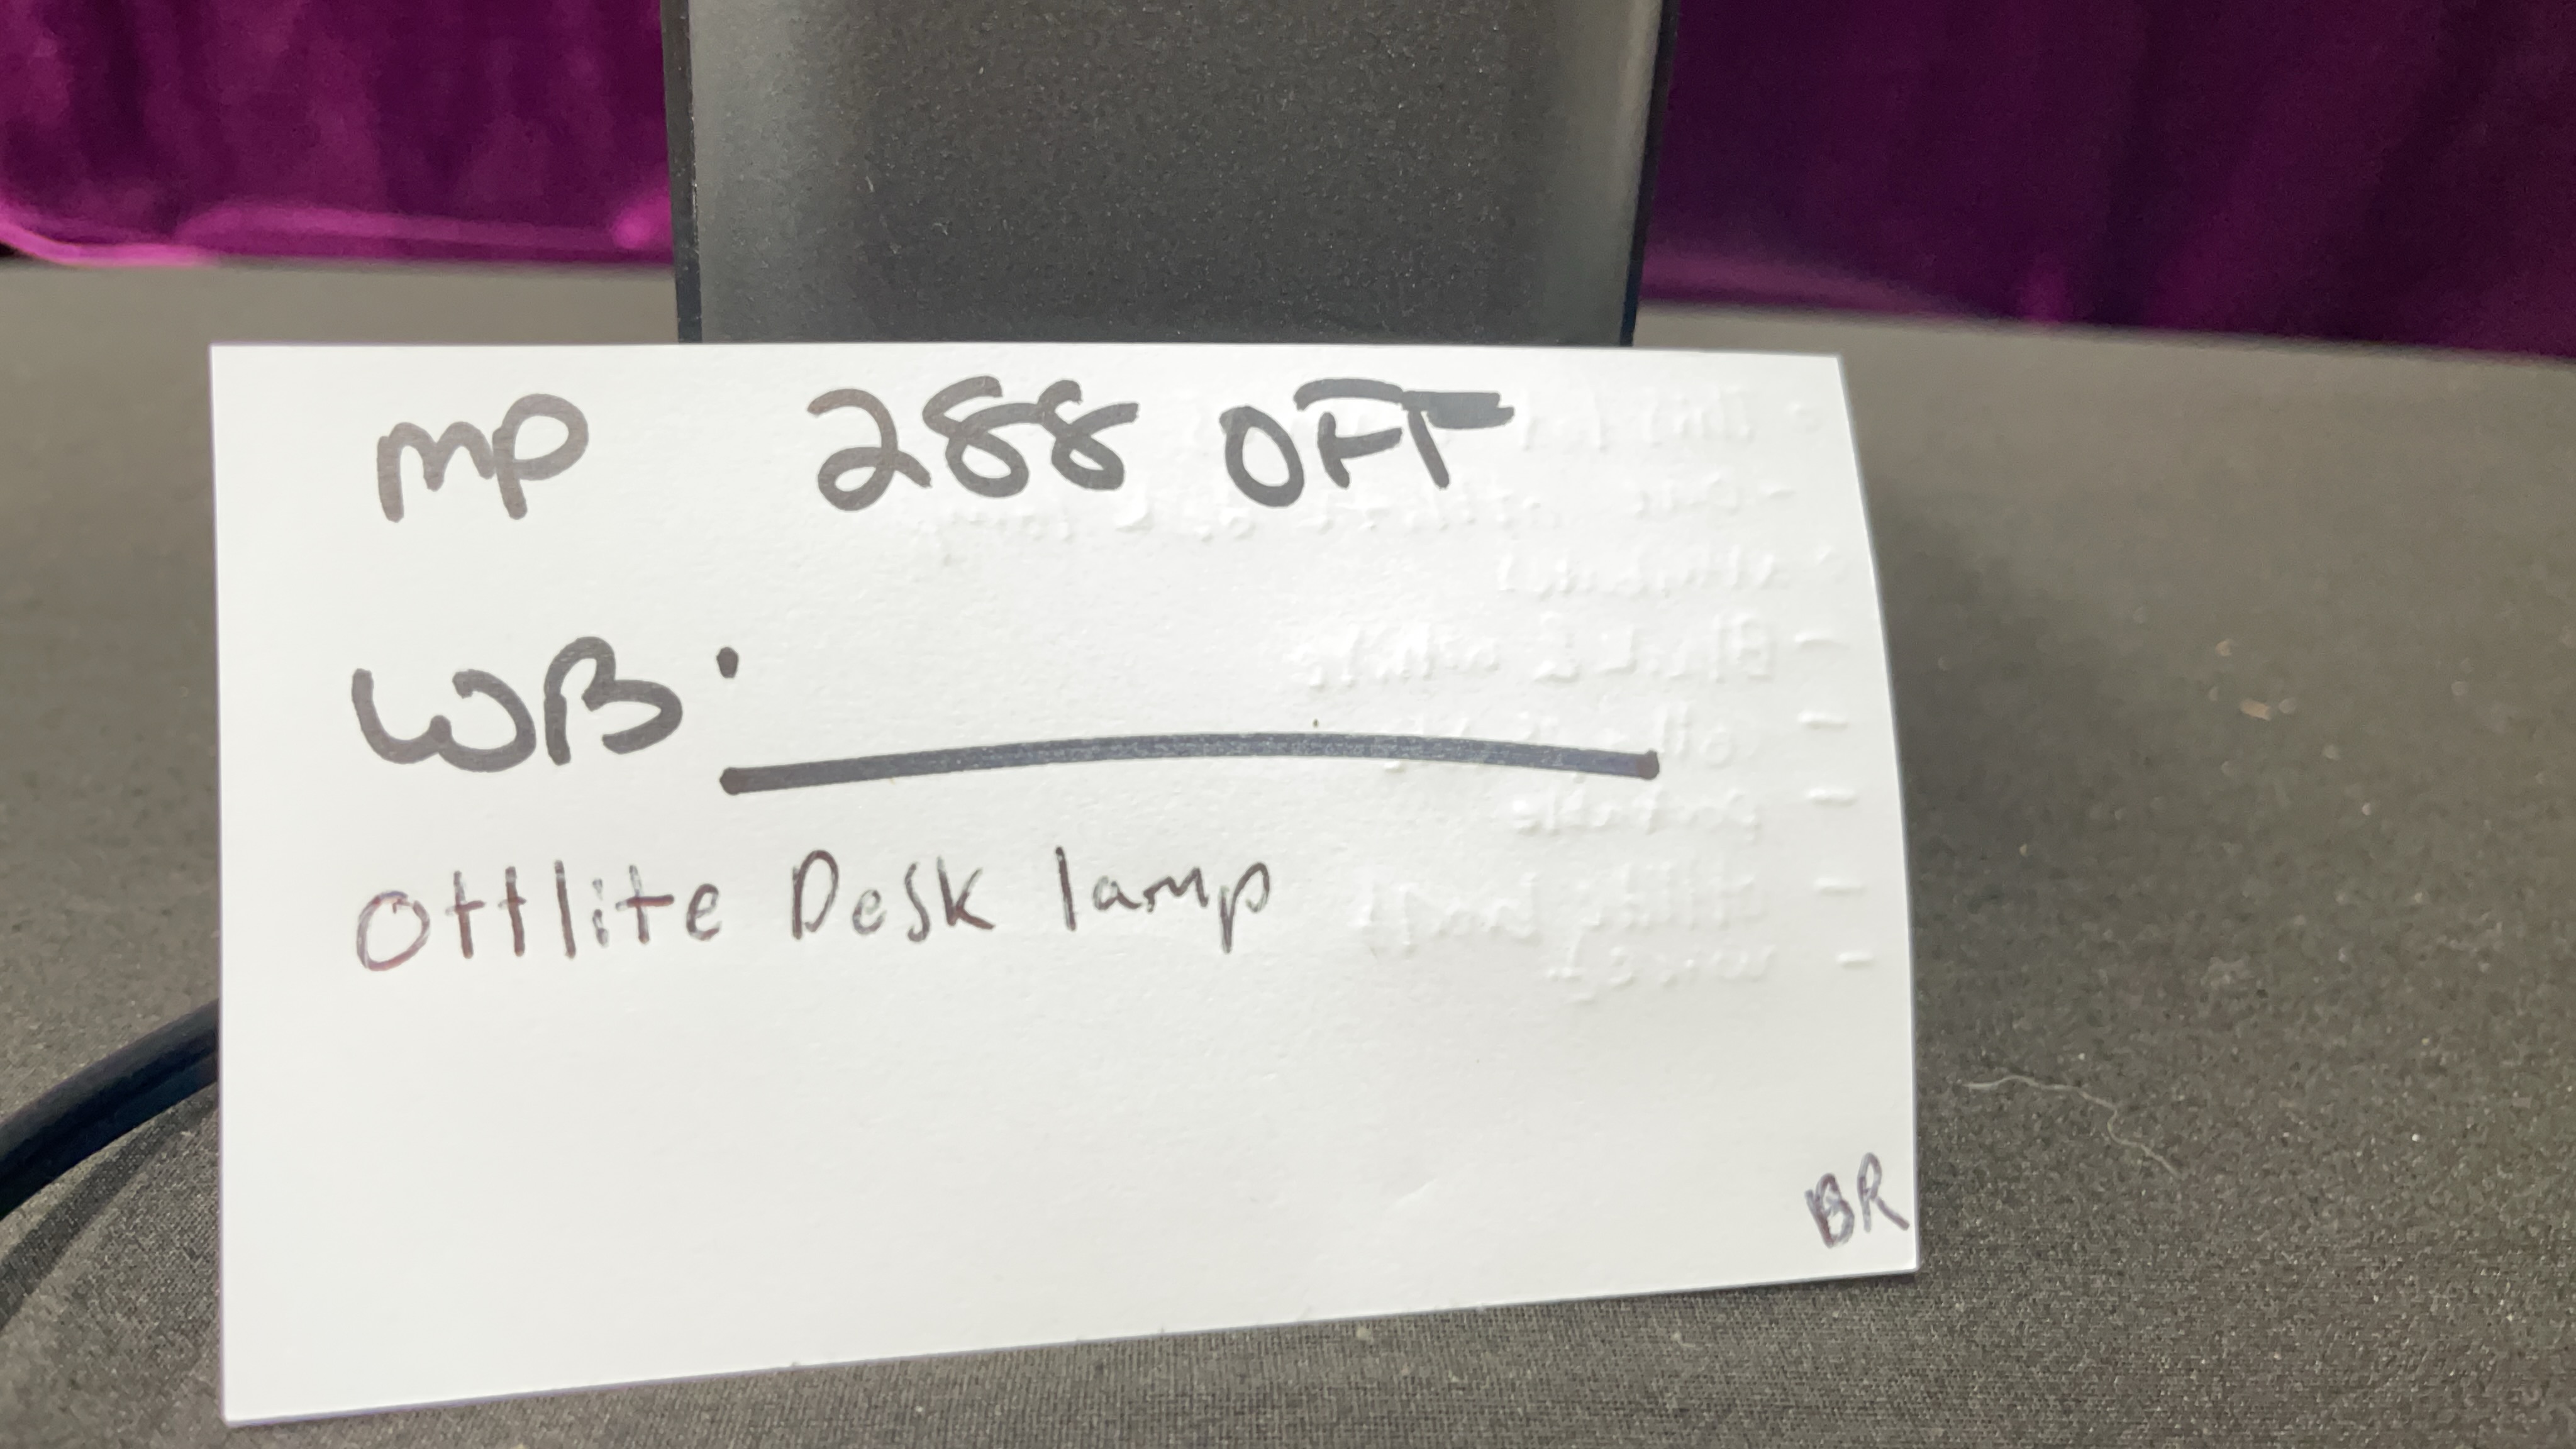 MP 288 OFF
WB:
Ottlite Desk lamp
BR